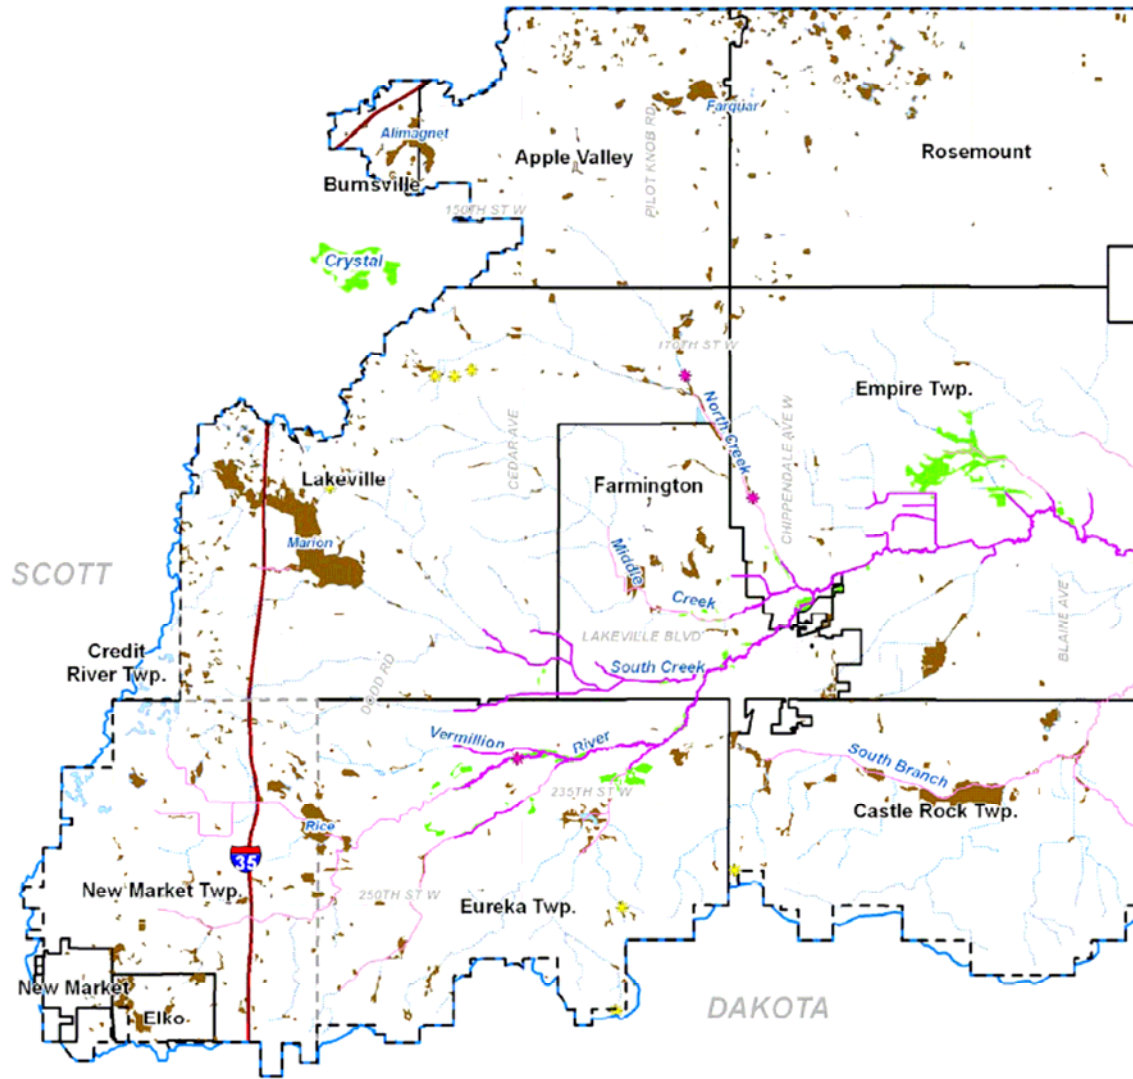 Farquar
Alimagnet
Apple Valley
PILOT KNOB RD
Rosemount
Burnsville
150TH ST W
Crystal
170TH ST W
Empire Twp.
North Creek
CEDAR AVE
CHIPPENDALE AVE W
Lakeville
Farmington
,
Marion
Middle
Creek
SCOTT
LAKEVILLE BLVD
BLAINE AVE
Credit
River Twp.
DODD RD
South Creek
Vermillion
River
South Branch
235TH ST W
Castle Rock Twp.
Rice
35
New Market Twp.
250TH ST W
Eureka Twp.
New Market
Elko
DAKOTA